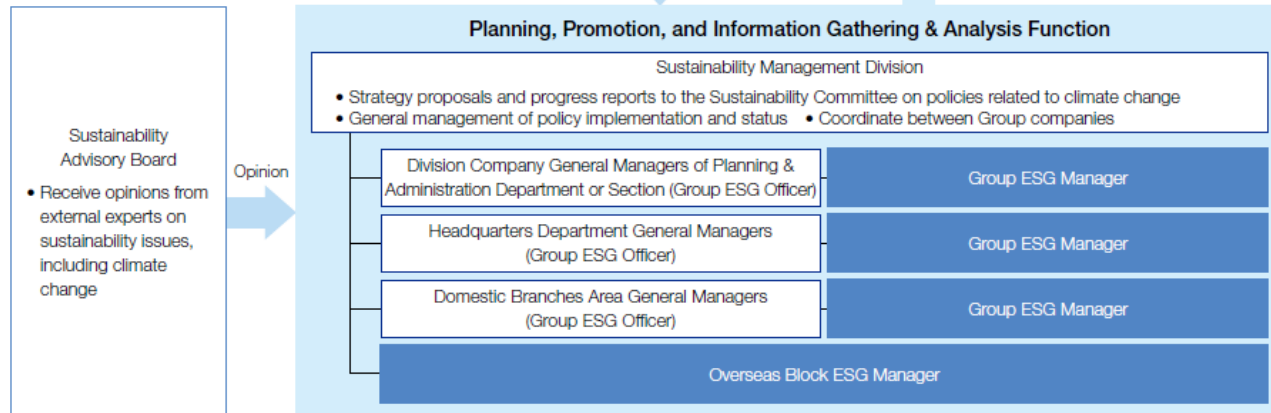 Planning, Promotion, and Information Gathering & Analysis Function
Sustainability Management Division
• Strategy proposals and progress reports to the Sustainability Committee on policies related to climate change
• General management of policy implementation and status • Coordinate between Group companies
Sustainability
Advisory Board
• Receive opinions from
external experts on
sustainability issues,
including climate
change
Opinion
Division Company General Managers of Planning &
Administration Department or Section (Group ESG Officer)
Group ESG Manager
Headquarters Department General Managers
(Group ESG Officer)
Group ESG Manager
Domestic Branches Area General Managers
(Group ESG Officer)
Group ESG Manager
Overseas Block ESG Manager